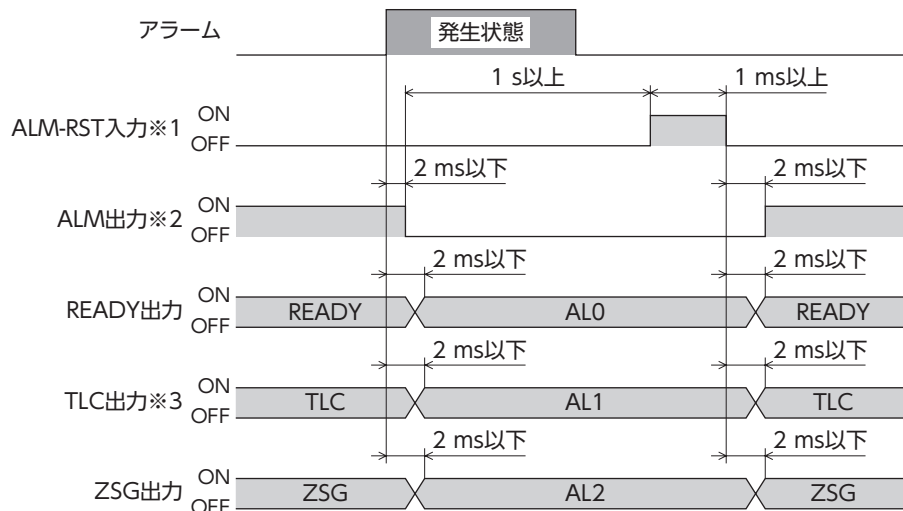 アラーム
発生状態
1 s以上
1 ms以上
ALM-RST入力※1
ON
OFF
2 ms以下
2 ms以下
ALM出力※2
ON
OFF
2 ms以下
2 ms以下
READY出力
ON
OFF
READY
AL0
READY
2 ms以下
2 ms以下
TLC出力※3
ON
OFF
TLC
AL1
TLC
2 ms以下
2 ms以下
ZSG出力
ON
OFF
ZSG
AL2
ZSG